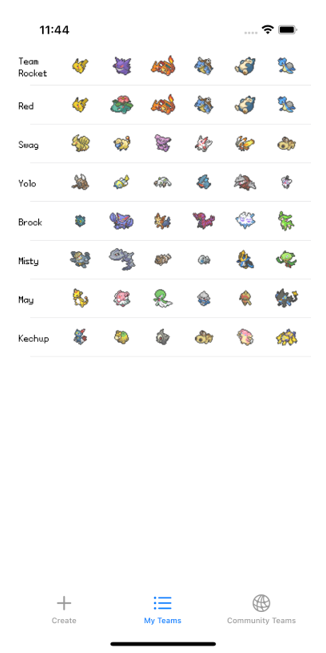 11:44
Team
Rocket
Red
Swag
Yolo
Brock
Misty
May
Kechup
Create
My Teams
Community Teams